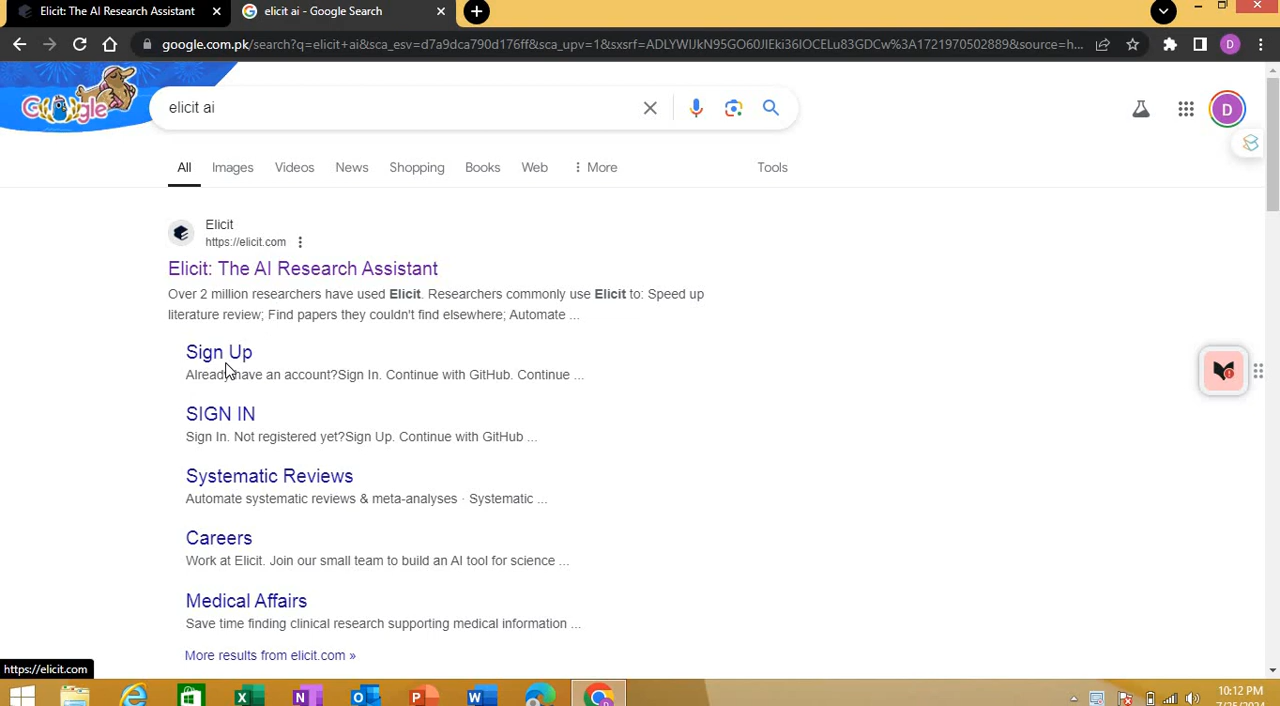 Elicit: The AI Research Assistant
elicit ai - Google Search
google.com.pk/search?q=elicit+ai&sca_esv=d7a9dca790d176ff&sca_upv=1&sxsrf=ADLYWIJkN95GO60JIEki36IOCELu83GDCw%3A1721970502889&source=h...
D
Google
elicit ai
D
All Images Videos News Shopping Books Web More Tools
Elicit
https://elicit.com
Elicit: The AI Research Assistant
Over 2 million researchers have used Elicit. Researchers commonly use Elicit to: Speed up
literature review; Find papers they couldn't find elsewhere; Automate ...
Sign Up
Already have an account?Sign In. Continue with GitHub. Continue ...
SIGN IN
Sign In. Not registered yet?Sign Up. Continue with GitHub ...
Systematic Reviews
Automate systematic reviews & meta-analyses · Systematic ...
Careers
Work at Elicit. Join our small team to build an AI tool for science ...
Medical Affairs
Save time finding clinical research supporting medical information ...
More results from elicit.com »
https://elicit.com
10:12 PM